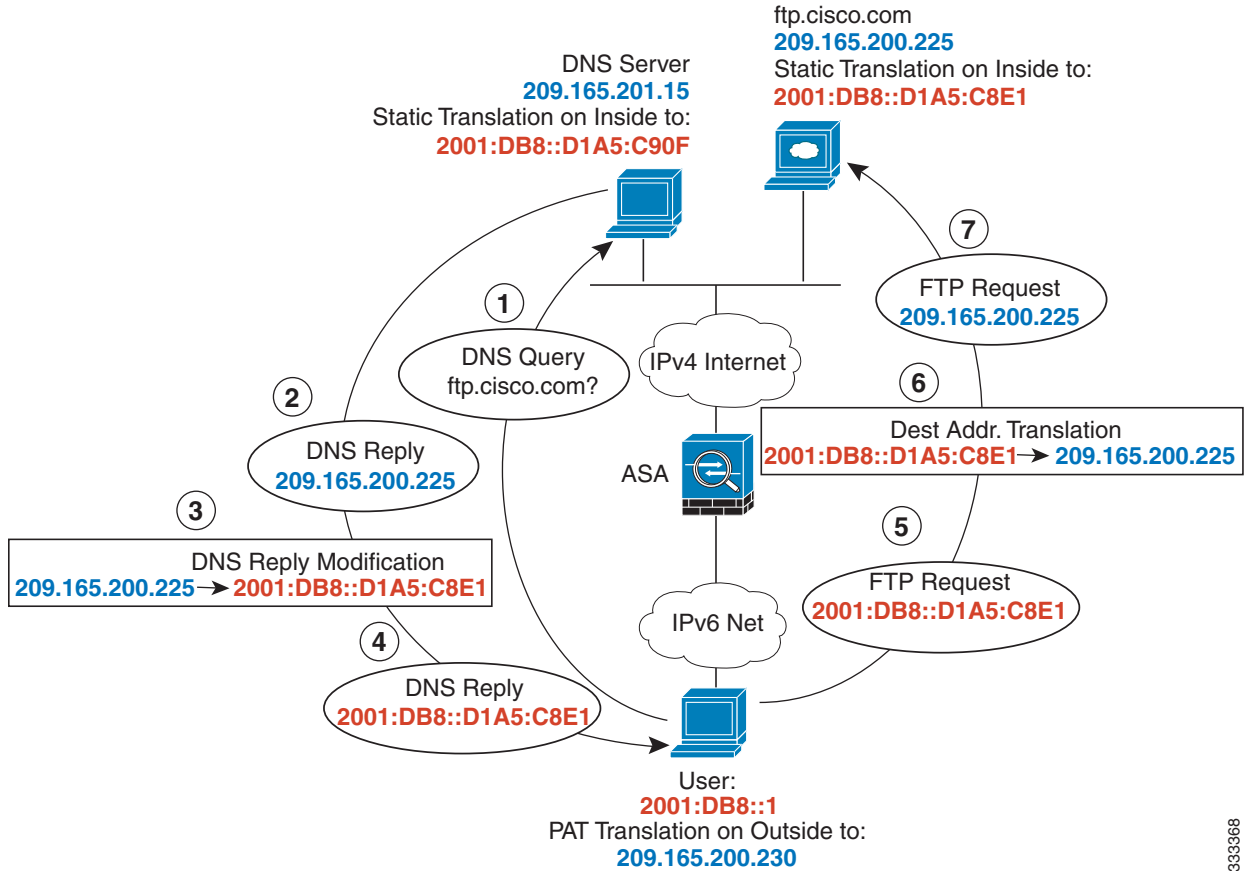 ftp.cisco.com
209.165.200.225
Static Translation on Inside to:
2001:DB8::D1A5:C8E1
DNS Server
209.165.201.15
Static Translation on Inside to:
2001:DB8::D1A5:C90F
7
FTP Request
209.165.200.225
1
DNS Query
ftp.cisco.com?
IPv4 Internet
2
DNS Reply
209.165.200.225
6
Dest Addr. Translation
2001:DB8::D1A5:C8E1 209.165.200.225
ASA
3
DNS Reply Modification
209.165.200.225 2001:DB8::D1A5:C8E1
5
FTP Request
2001:DB8::D1A5:C8E1
IPv6 Net
4
DNS Reply
2001:DB8::D1A5:C8E1
User:
2001:DB8::1
PAT Translation on Outside to:
209.165.200.230
333368